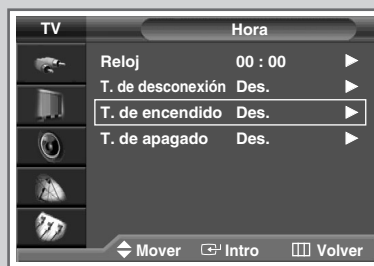 TV Hora
Reloj 00 : 00
T. de desconexión Des.
T. de encendido Des.
T. de apagado Des.
Mover Intro Volver